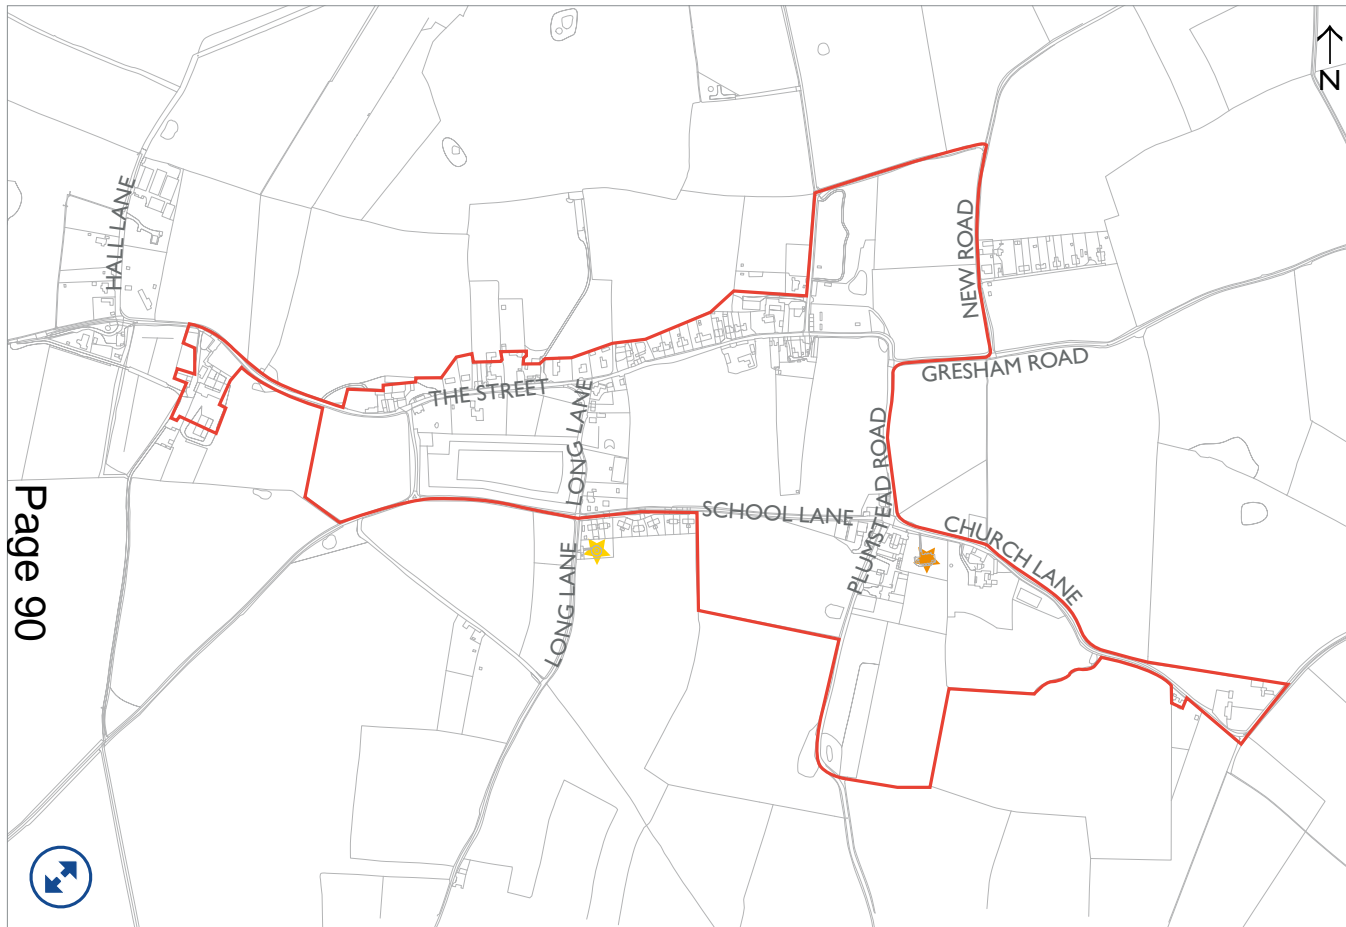 N
HALL LANE
NEW ROAD
GRESHAM ROAD
THE STREET
LONG LANE
PLUMSTEAD ROAD
SCHOOL LANE
CHURCH LANE
LONG LANE
Page 90